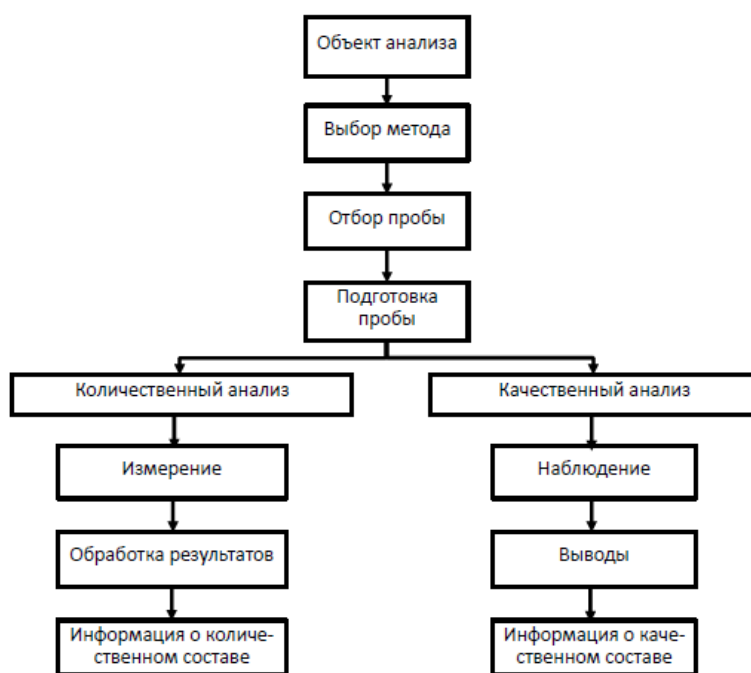 Объект анализа
Выбор метода
Отбор пробы
Подготовка
пробы
Количественный анализ
Качественный анализ
Измерение
Наблюдение
Обработка результатов
Выводы
Информация о количе-
ственном составе
Информация о каче-
ственном составе